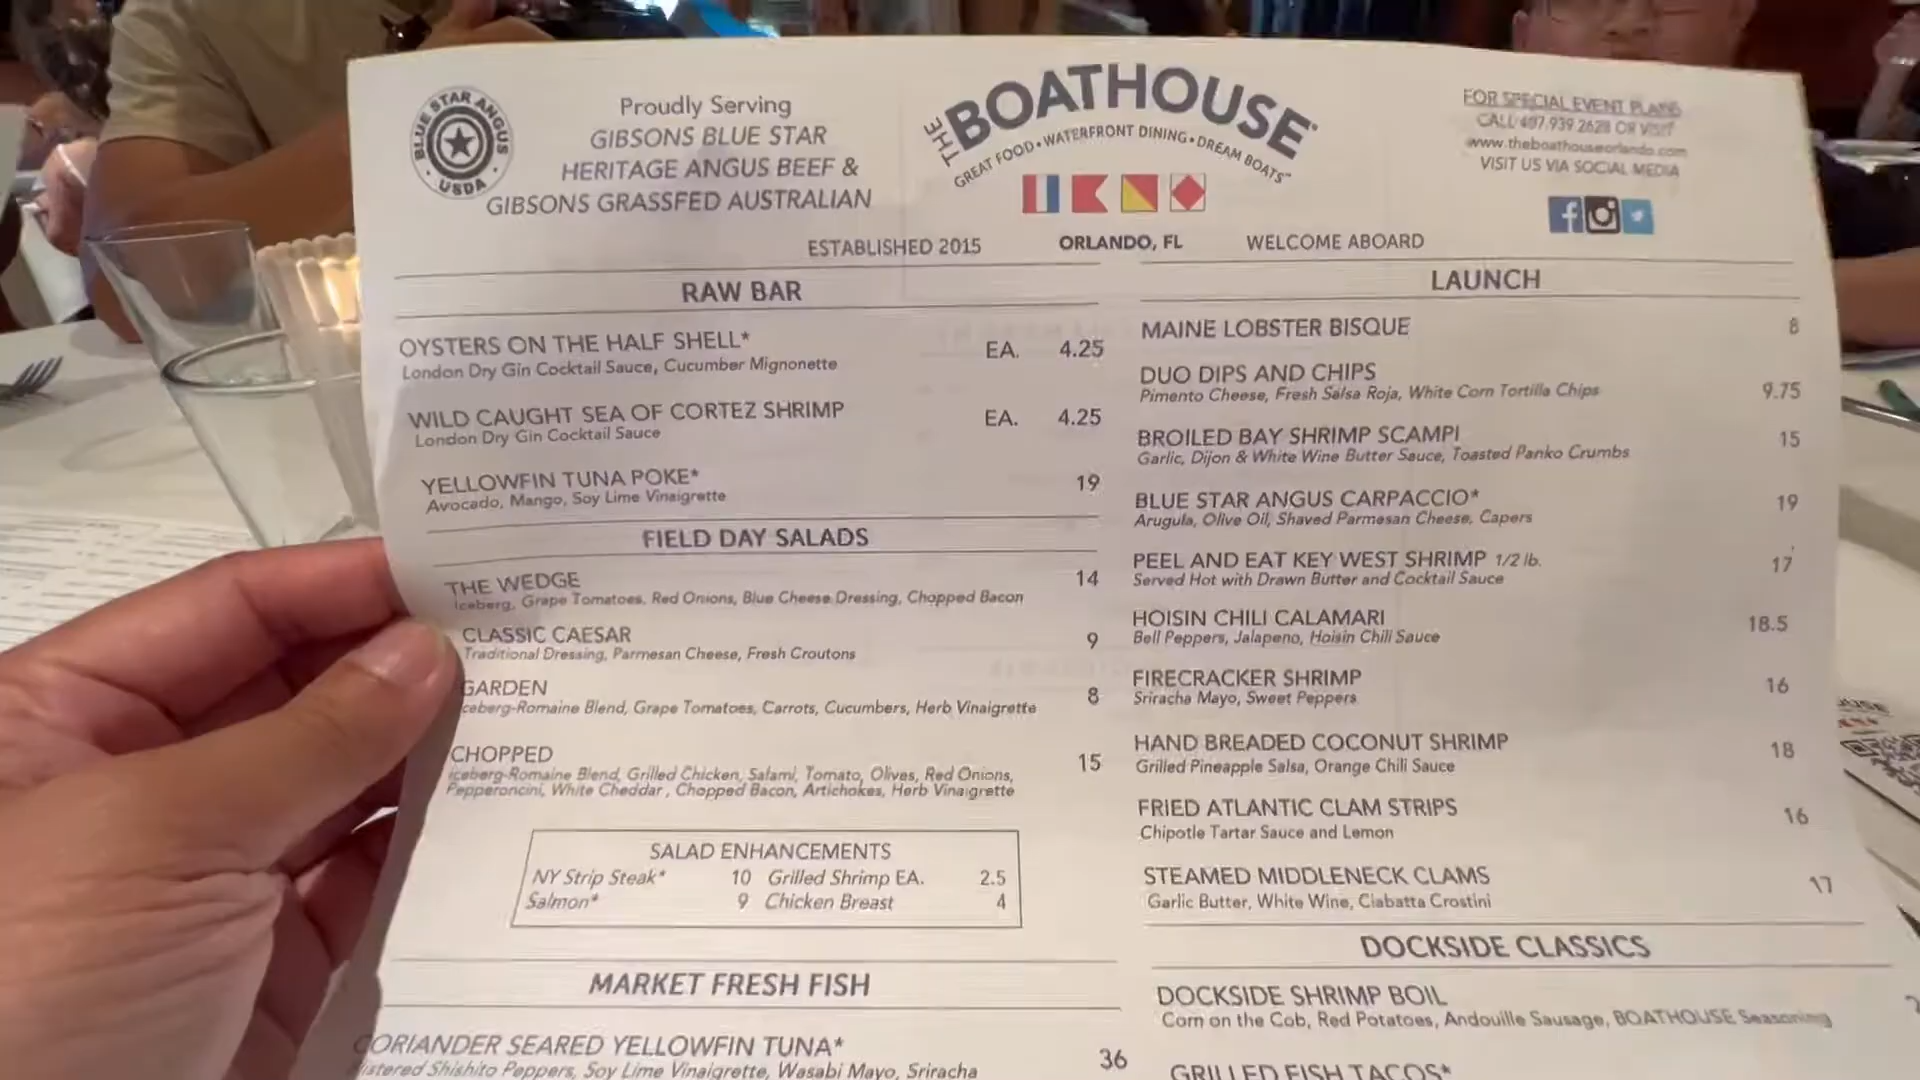 BLUE STAR ANGUS
USDA
Proudly Serving
GIBSONS BLUE STAR
HERITAGE ANGUS BEEF &
GIBSONS GRASSFED AUSTRALIAN
THE BOATHOUSE
GREAT FOOD • WATERFRONT DINING • DREAM BOATS™
FOR SPECIAL EVENT PLANS
CALL 407.939.2628 OR VISIT
www.theboathouseorlando.com
VISIT US VIA SOCIAL MEDIA
ESTABLISHED 2015 ORLANDO, FL WELCOME ABOARD
RAW BAR
OYSTERS ON THE HALF SHELL* EA. 4.25
London Dry Gin Cocktail Sauce, Cucumber Mignonette
WILD CAUGHT SEA OF CORTEZ SHRIMP EA. 4.25
London Dry Gin Cocktail Sauce
YELLOWFIN TUNA POKE* 19
Avocado, Mango, Soy Lime Vinaigrette
FIELD DAY SALADS
THE WEDGE 14
Iceberg, Grape Tomatoes, Red Onions, Blue Cheese Dressing, Chopped Bacon
CLASSIC CAESAR 9
Traditional Dressing, Parmesan Cheese, Fresh Croutons
GARDEN 8
ceberg-Romaine Blend, Grape Tomatoes, Carrots, Cucumbers, Herb Vinaigrette
CHOPPED 15
Iceberg-Romaine Blend, Grilled Chicken, Salami, Tomato, Olives, Red Onions,
Pepperoncini, White Cheddar , Chopped Bacon, Artichokes, Herb Vinaigrette
SALAD ENHANCEMENTS
NY Strip Steak* 10 Grilled Shrimp EA. 2.5
Salmon* 9 Chicken Breast 4
MARKET FRESH FISH
CORIANDER SEARED YELLOWFIN TUNA* 36
listered Shishito Peppers, Soy Lime Vinaigrette, Wasabi Mayo, Sriracha
LAUNCH
MAINE LOBSTER BISQUE 8
DUO DIPS AND CHIPS 9.75
Pimento Cheese, Fresh Salsa Roja, White Corn Tortilla Chips
BROILED BAY SHRIMP SCAMPI 15
Garlic, Dijon & White Wine Butter Sauce, Toasted Panko Crumbs
BLUE STAR ANGUS CARPACCIO* 19
Arugula, Olive Oil, Shaved Parmesan Cheese, Capers
PEEL AND EAT KEY WEST SHRIMP 1/2 lb. 17
Served Hot with Drawn Butter and Cocktail Sauce
HOISIN CHILI CALAMARI 18.5
Bell Peppers, Jalapeno, Hoisin Chili Sauce
FIRECRACKER SHRIMP 16
Sriracha Mayo, Sweet Peppers
HAND BREADED COCONUT SHRIMP 18
Grilled Pineapple Salsa, Orange Chili Sauce
FRIED ATLANTIC CLAM STRIPS 16
Chipotle Tartar Sauce and Lemon
STEAMED MIDDLENECK CLAMS 17
Garlic Butter, White Wine, Ciabatta Crostini
DOCKSIDE CLASSICS
DOCKSIDE SHRIMP BOIL
Corn on the Cob, Red Potatoes, Andouille Sausage, BOATHOUSE Seasoning
GRILLED FISH TACOS*